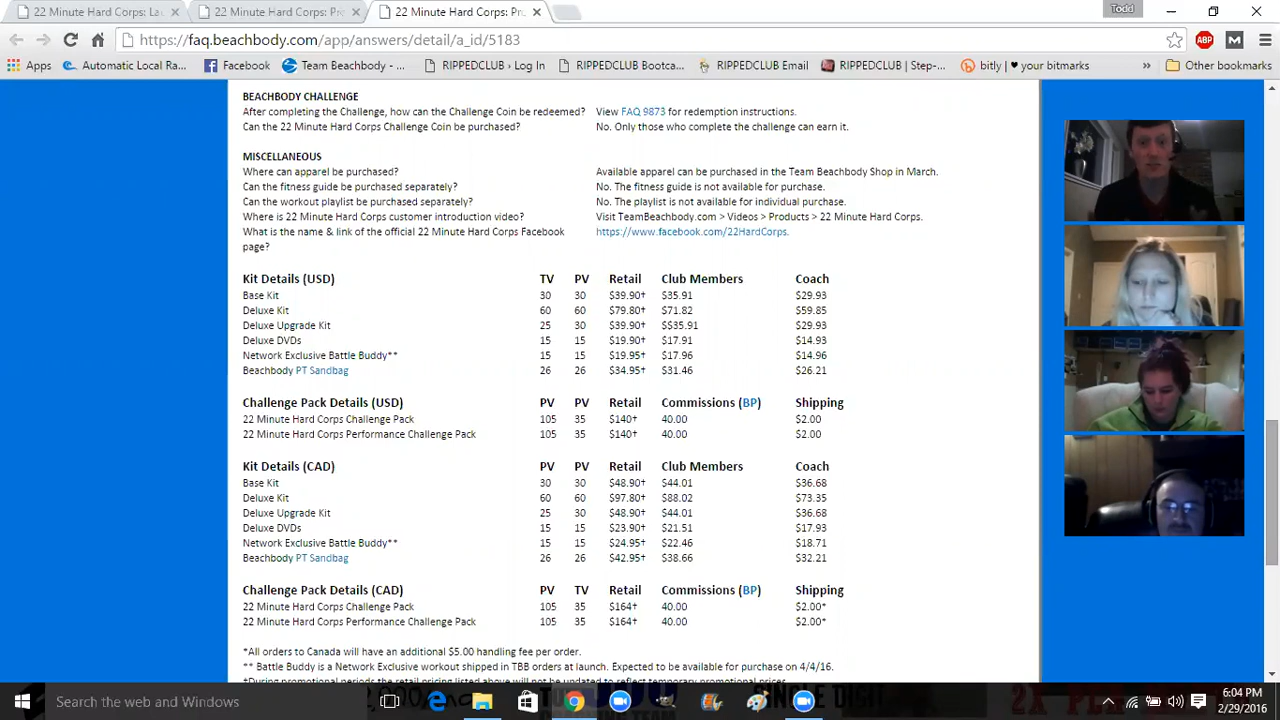 22 Minute Hard Corps: La
22 Minute Hard Corps: Pr
22 Minute Hard Corps: Pr
Todd
https://faq.beachbody.com/app/answers/detail/a_id/5183
ABP
M
Apps Automatic Local Ra... Facebook Team Beachbody - ... RIPPEDCLUB › Log In RIPPEDCLUB Bootca... RIPPEDCLUB Email RIPPEDCLUB | Step-... bitly | ♥ your bitmarks » Other bookmarks
BEACHBODY CHALLENGE
After completing the Challenge, how can the Challenge Coin be redeemed? View FAQ 9873 for redemption instructions.
Can the 22 Minute Hard Corps Challenge Coin be purchased? No. Only those who complete the challenge can earn it.
MISCELLANEOUS
Where can apparel be purchased? Available apparel can be purchased in the Team Beachbody Shop in March.
Can the fitness guide be purchased separately? No. The fitness guide is not available for purchase.
Can the workout playlist be purchased separately? No. The playlist is not available for individual purchase.
Where is 22 Minute Hard Corps customer introduction video? Visit TeamBeachbody.com > Videos > Products > 22 Minute Hard Corps.
What is the name & link of the official 22 Minute Hard Corps Facebook https://www.facebook.com/22HardCorps.
page?
Kit Details (USD) TV PV Retail Club Members Coach
Base Kit 30 30 $39.90† $35.91 $29.93
Deluxe Kit 60 60 $79.80† $71.82 $59.85
Deluxe Upgrade Kit 25 30 $39.90† $$35.91 $29.93
Deluxe DVDs 15 15 $19.90† $17.91 $14.93
Network Exclusive Battle Buddy** 15 15 $19.95† $17.96 $14.96
Beachbody PT Sandbag 26 26 $34.95† $31.46 $26.21
Challenge Pack Details (USD) PV PV Retail Commissions (BP) Shipping
22 Minute Hard Corps Challenge Pack 105 35 $140† 40.00 $2.00
22 Minute Hard Corps Performance Challenge Pack 105 35 $140† 40.00 $2.00
Kit Details (CAD) PV PV Retail Club Members Coach
Base Kit 30 30 $48.90† $44.01 $36.68
Deluxe Kit 60 60 $97.80† $88.02 $73.35
Deluxe Upgrade Kit 25 30 $48.90† $44.01 $36.68
Deluxe DVDs 15 15 $23.90† $21.51 $17.93
Network Exclusive Battle Buddy** 15 15 $24.95† $22.46 $18.71
Beachbody PT Sandbag 26 26 $42.95† $38.66 $32.21
Challenge Pack Details (CAD) PV TV Retail Commissions (BP) Shipping
22 Minute Hard Corps Challenge Pack 105 35 $164† 40.00 $2.00*
22 Minute Hard Corps Performance Challenge Pack 105 35 $164† 40.00 $2.00*
*All orders to Canada will have an additional $5.00 handling fee per order.
** Battle Buddy is a Network Exclusive workout shipped in TBB orders at launch. Expected to be available for purchase on 4/4/16.
†During promotional periods the retail pricing listed above will not be updated to reflect temporary promotional prices.
Search the web and Windows
6:04 PM
2/29/2016